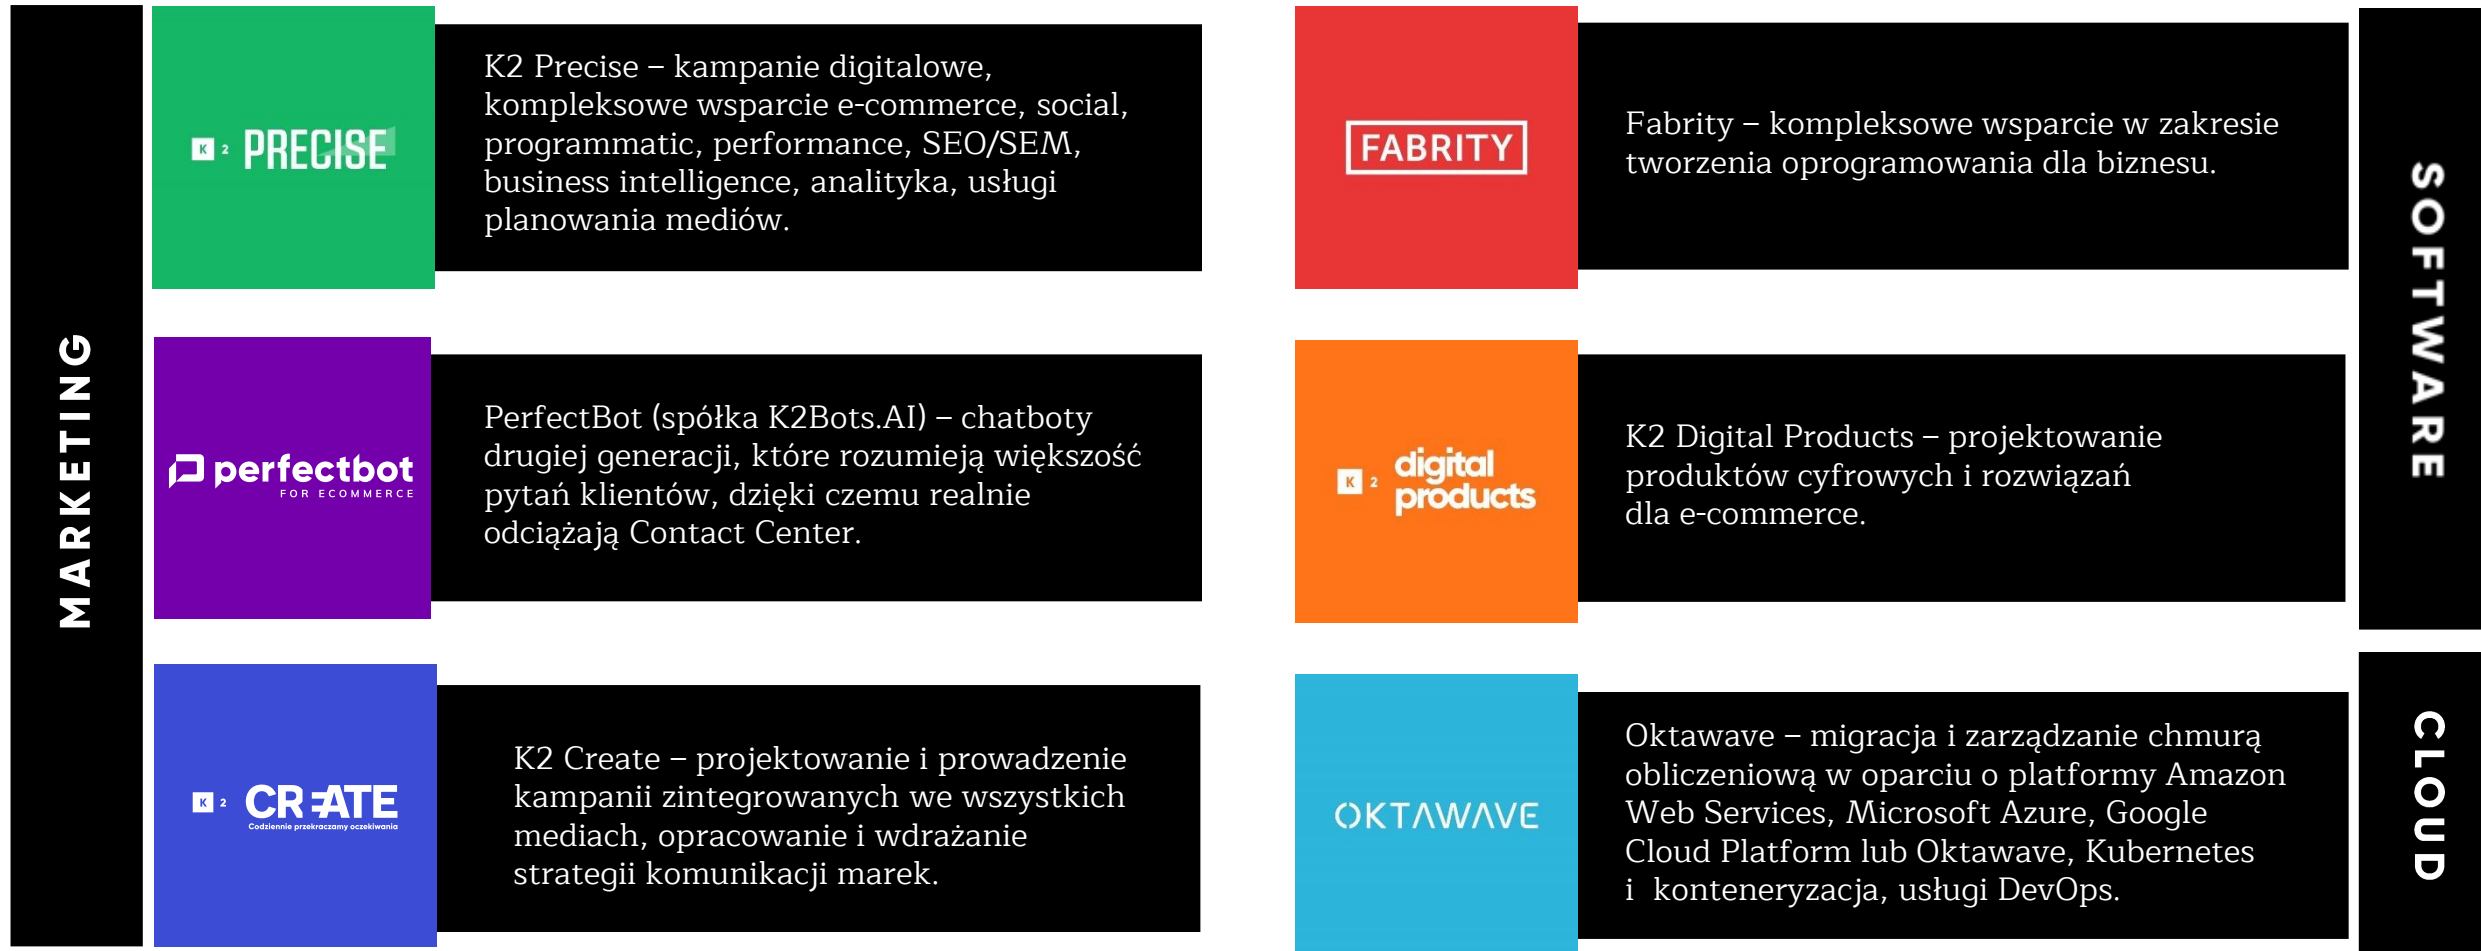 MARKETING
K 2 PRECISE
K2 Precise – kampanie digitalowe,
kompleksowe wsparcie e-commerce, social,
programmatic, performance, SEO/SEM,
business intelligence, analityka, usługi
planowania mediów.
perfectbot
FOR ECOMMERCE
PerfectBot (spółka K2Bots.AI) – chatboty
drugiej generacji, które rozumieją większość
pytań klientów, dzięki czemu realnie
odciążają Contact Center.
K 2 CREATE
Codziennie przekraczamy oczekiwania
K2 Create – projektowanie i prowadzenie
kampanii zintegrowanych we wszystkich
mediach, opracowanie i wdrażanie
strategii komunikacji marek.
FABRITY
Fabrity – kompleksowe wsparcie w zakresie
tworzenia oprogramowania dla biznesu.
K 2 digital
products
K2 Digital Products – projektowanie
produktów cyfrowych i rozwiązań
dla e-commerce.
SOFTWARE
OKTAWAVE
Oktawave – migracja i zarządzanie chmurą
obliczeniową w oparciu o platformy Amazon
Web Services, Microsoft Azure, Google
Cloud Platform lub Oktawave, Kubernetes
i konteneryzacja, usługi DevOps.
CLOUD